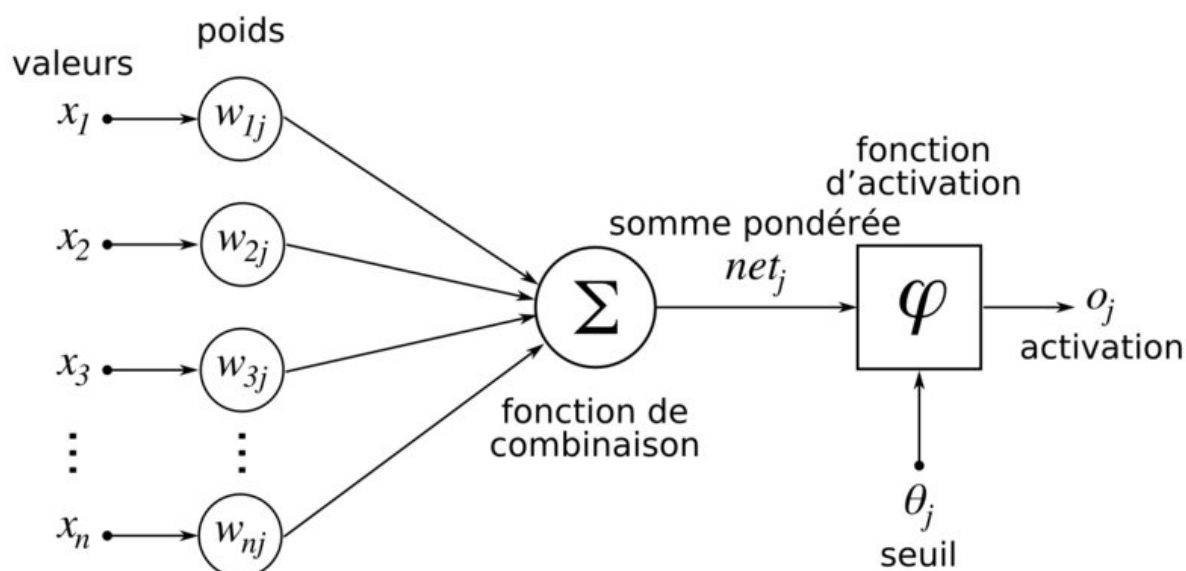 poids
valeurs
x₁
w₁ⱼ
x₂
w₂ⱼ
x₃
w₃ⱼ
⋮ ⋮
xₙ
wₙⱼ
Σ
fonction de
combinaison
somme pondérée
netⱼ
fonction
d’activation
φ
oⱼ
activation
θⱼ
seuil